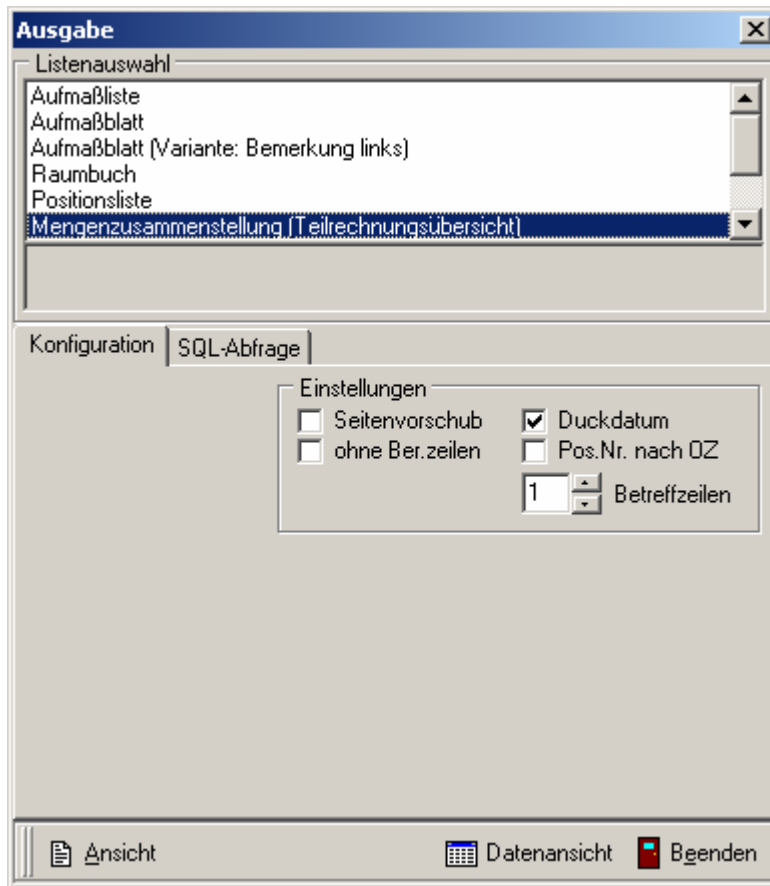 Ausgabe
Listenauswahl
Aufmaßliste
Aufmaßblatt
Aufmaßblatt (Variante: Bemerkung links)
Raumbuch
Positionsliste
Mengenzusammenstellung (Teilrechnungsübersicht)
Konfiguration SQL-Abfrage
Einstellungen
Seitenvorschub Duckdatum
ohne Ber.zeilen Pos.Nr. nach OZ
1 Betreffzeilen
Ansicht Datenansicht Beenden